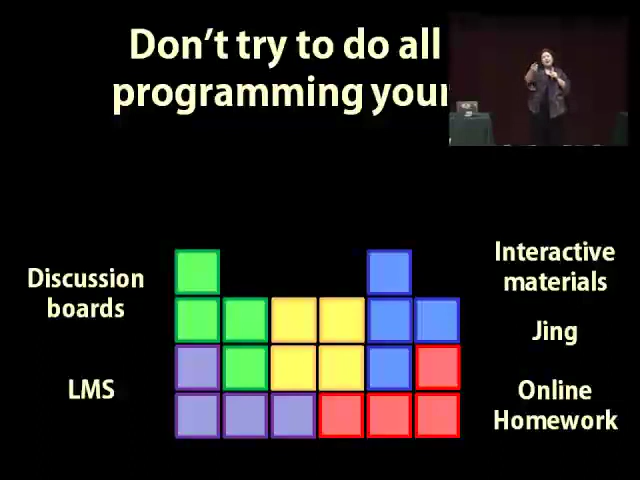 Don't try to do all
programming your
Discussion
boards
LMS
Interactive
materials
Jing
Online
Homework